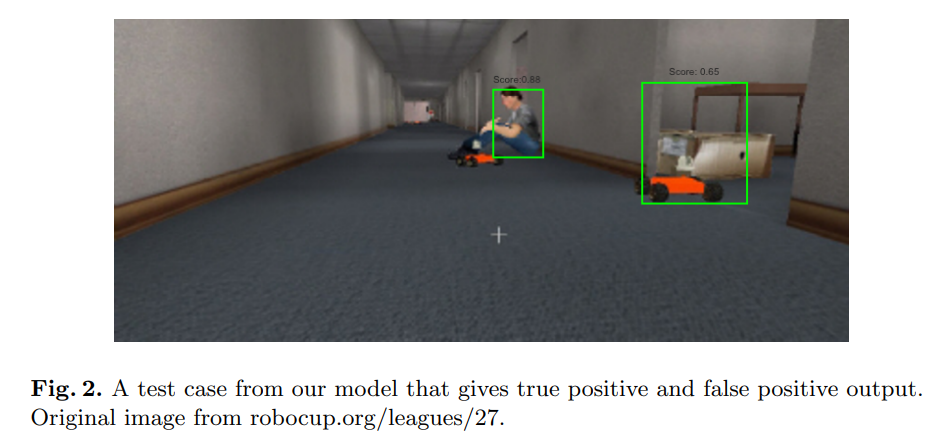 Score:0.88
Score: 0.65
Fig. 2. A test case from our model that gives true positive and false positive output.
Original image from robocup.org/leagues/27.